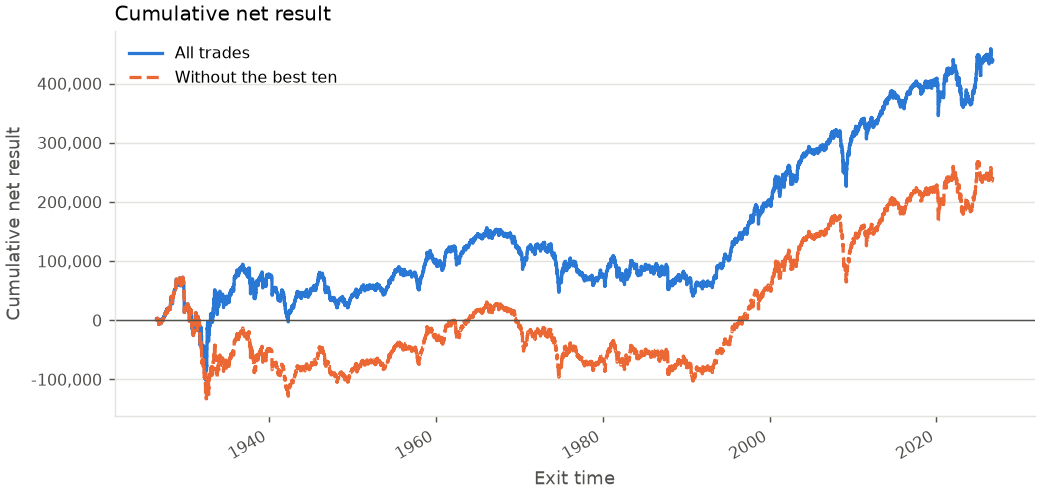 Cumulative net result
All trades
Without the best ten
Cumulative net result
400,000
300,000
200,000
100,000
0
-100,000
1940
1960
1980
2000
2020
Exit time